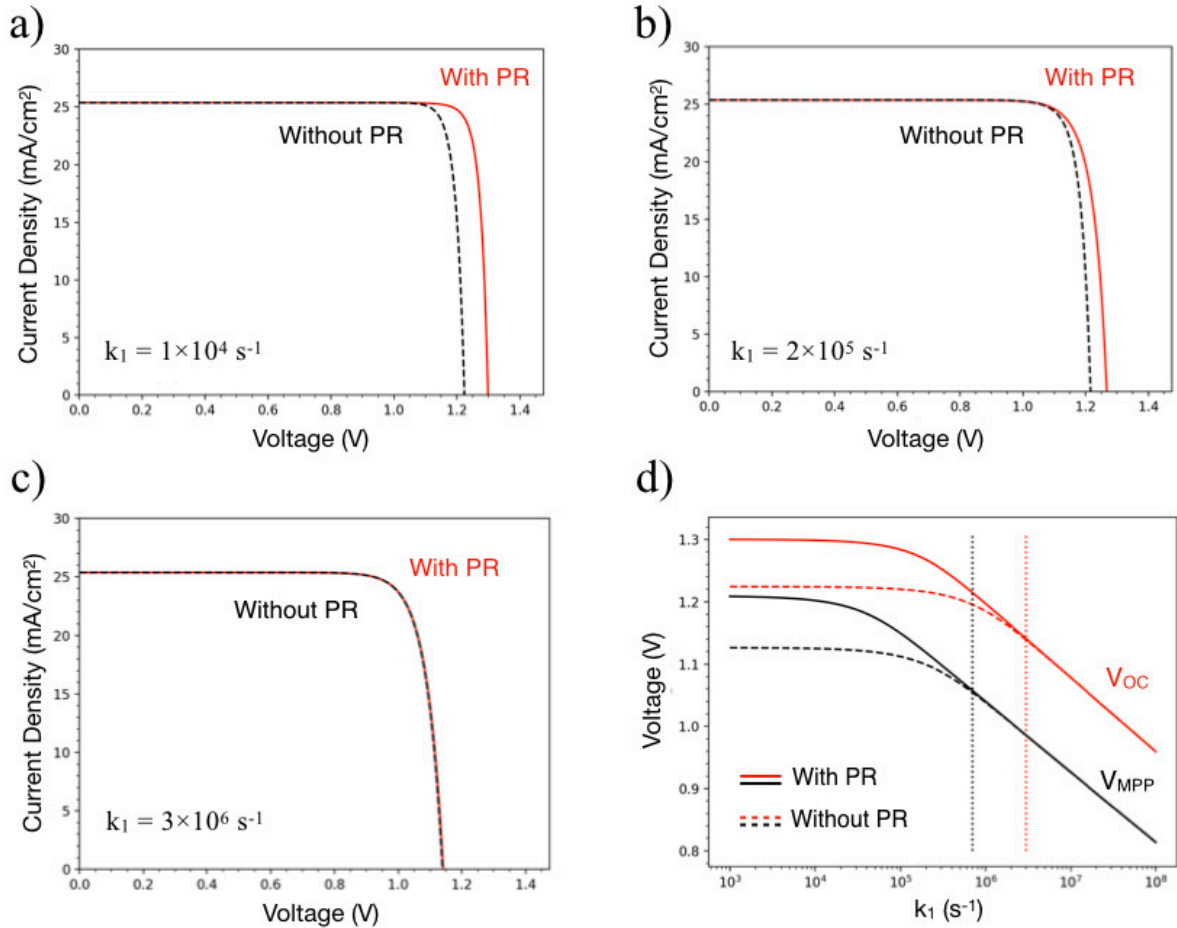 a)
30
25
20
15
10
5
0
Current Density (mA/cm²)
With PR
Without PR
k₁ = 1×10⁴ s⁻¹
0.0 0.2 0.4 0.6 0.8 1.0 1.2 1.4
Voltage (V)
b)
30
25
20
15
10
5
0
Current Density (mA/cm²)
With PR
Without PR
k₁ = 2×10⁵ s⁻¹
0.0 0.2 0.4 0.6 0.8 1.0 1.2 1.4
Voltage (V)
c)
30
25
20
15
10
5
0
Current Density (mA/cm²)
With PR
Without PR
k₁ = 3×10⁶ s⁻¹
0.0 0.2 0.4 0.6 0.8 1.0 1.2 1.4
Voltage (V)
d)
1.3
1.2
1.1
1.0
0.9
0.8
Voltage (V)
VOC
VMPP
With PR
Without PR
10³ 10⁴ 10⁵ 10⁶ 10⁷ 10⁸
k₁ (s⁻¹)